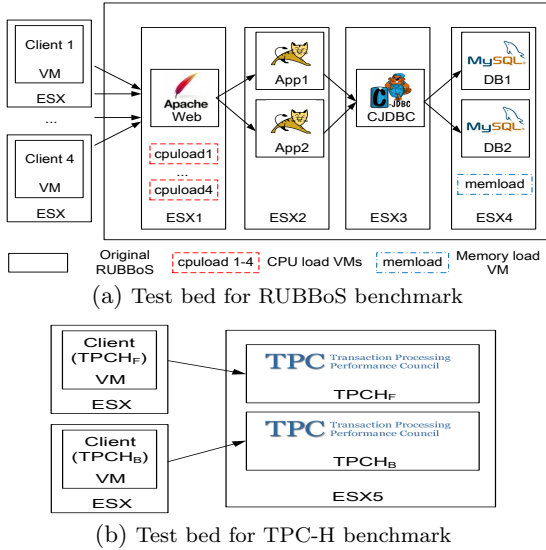 Client 1
VM
ESX
...
Client 4
VM
ESX
Apache
Web
cpuload1
...
cpuload4
ESX1
App1
App2
ESX2
C JDBC
CJDBC
ESX3
MySQL
DB1
MySQL
DB2
memload
ESX4
Original
RUBBoS
cpuload 1-4
CPU load VMs
memload
Memory load
VM
(a) Test bed for RUBBoS benchmark
Client
(TPCH_F)
VM
ESX
Client
(TPCH_B)
VM
ESX
TPC Transaction Processing
Performance Council
TPCH_F
TPC Transaction Processing
Performance Council
TPCH_B
ESX5
(b) Test bed for TPC-H benchmark